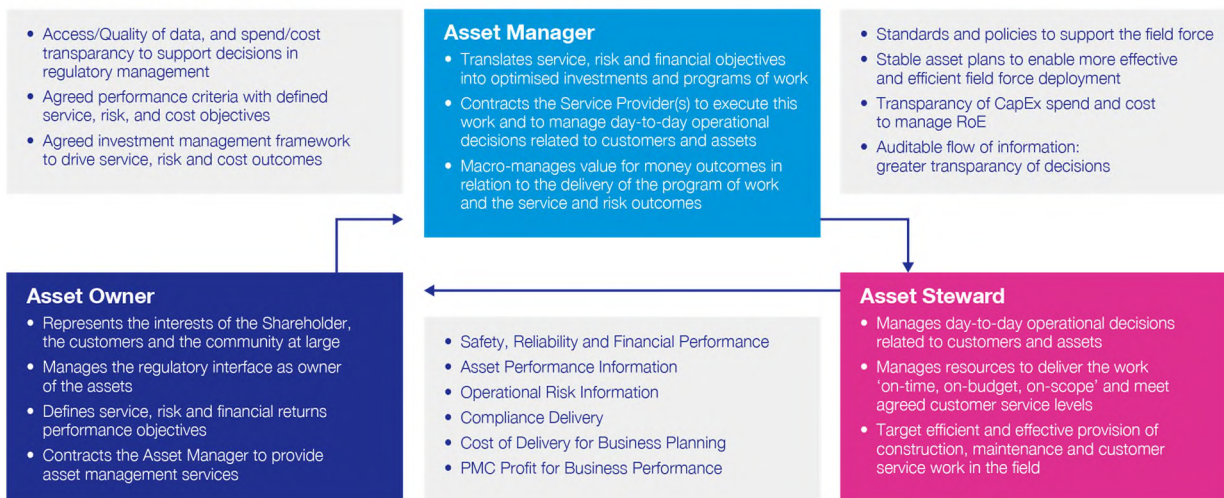 • Access/Quality of data, and spend/cost
transparancy to support decisions in
regulatory management
• Agreed performance criteria with defined
service, risk, and cost objectives
• Agreed investment management framework
to drive service, risk and cost outcomes
Asset Manager
• Translates service, risk and financial objectives
into optimised investments and programs of work
• Contracts the Service Provider(s) to execute this
work and to manage day-to-day operational
decisions related to customers and assets
• Macro-manages value for money outcomes in
relation to the delivery of the program of work
and the service and risk outcomes
• Standards and policies to support the field force
• Stable asset plans to enable more effective
and efficient field force deployment
• Transparancy of CapEx spend and cost
to manage RoE
• Auditable flow of information:
greater transparency of decisions
Asset Owner
• Represents the interests of the Shareholder,
the customers and the community at large
• Manages the regulatory interface as owner
of the assets
• Defines service, risk and financial returns
performance objectives
• Contracts the Asset Manager to provide
asset management services
• Safety, Reliability and Financial Performance
• Asset Performance Information
• Operational Risk Information
• Compliance Delivery
• Cost of Delivery for Business Planning
• PMC Profit for Business Performance
Asset Steward
• Manages day-to-day operational decisions
related to customers and assets
• Manages resources to deliver the work
'on-time, on-budget, on-scope' and meet
agreed customer service levels
• Target efficient and effective provision of
construction, maintenance and customer
service work in the field